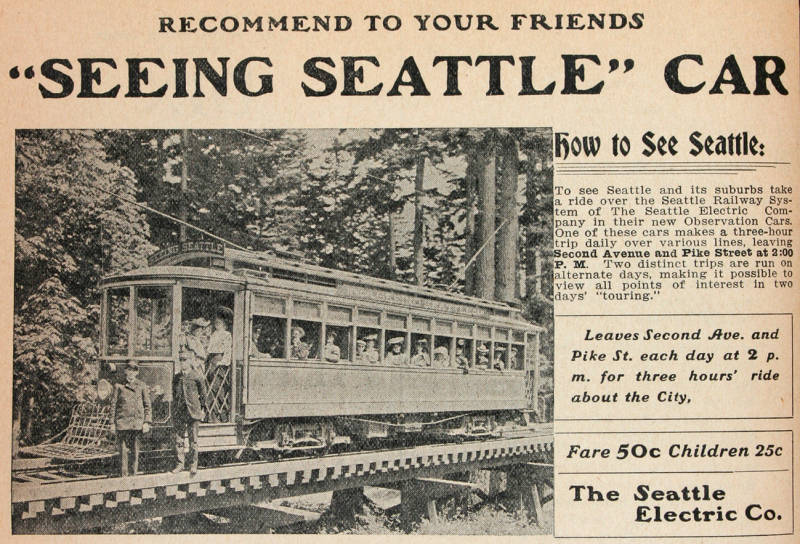 RECOMMEND TO YOUR FRIENDS
"SEEING SEATTLE" CAR
SEEING SEATTLE
How to See Seattle:
To see Seattle and its suburbs take
a ride over the Seattle Railway Sys-
tem of The Seattle Electric Com-
pany in their new Observation Cars.
One of these cars makes a three-hour
trip daily over various lines, leaving
Second Avenue and Pike Street at 2:00
P. M. Two distinct trips are run on
alternate days, making it possible to
view all points of interest in two
days' "touring."
Leaves Second Ave. and
Pike St. each day at 2 p.
m. for three hours' ride
about the City,
Fare 50c Children 25c
The Seattle
Electric Co.